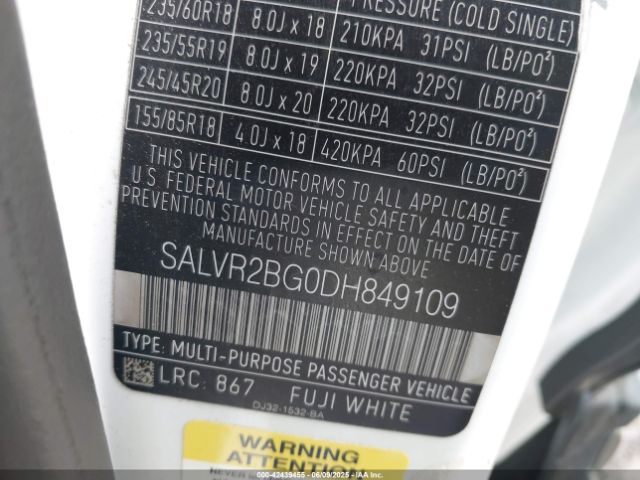 PRESSURE (COLD SINGLE)
235/60R18 8.0J x 18 210KPA 31PSI (LB/PO²)
235/55R19 8.0J x 19 220KPA 32PSI (LB/PO²)
245/45R20 8.0J x 20 220KPA 32PSI (LB/PO²)
155/85R18 4.0J x 18 420KPA 60PSI (LB/PO²)
THIS VEHICLE CONFORMS TO ALL APPLICABLE
U.S. FEDERAL MOTOR VEHICLE SAFETY AND THEFT
PREVENTION STANDARDS IN EFFECT ON THE DATE OF
MANUFACTURE SHOWN ABOVE
SALVR2BG0DH849109
TYPE: MULTI-PURPOSE PASSENGER VEHICLE
LRC: 867 FUJI WHITE
DJ32-1532-BA
WARNING
ATTENTION
00 - 42439455 - 06/09/2025 - IAA Inc.